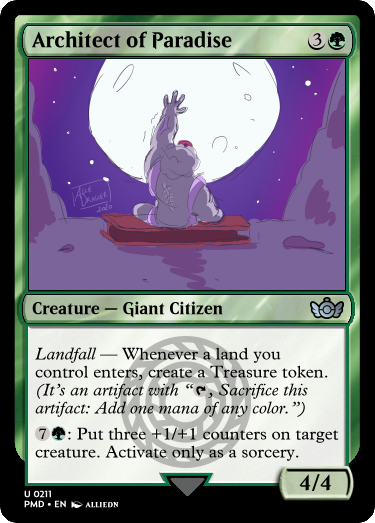 Architect of Paradise 3
2020
Creature — Giant Citizen
Landfall — Whenever a land you
control enters, create a Treasure token.
(It's an artifact with “, Sacrifice this
artifact: Add one mana of any color.”)
7: Put three +1/+1 counters on target
creature. Activate only as a sorcery.
4/4
U 0211
PMD • EN ALLIEDN